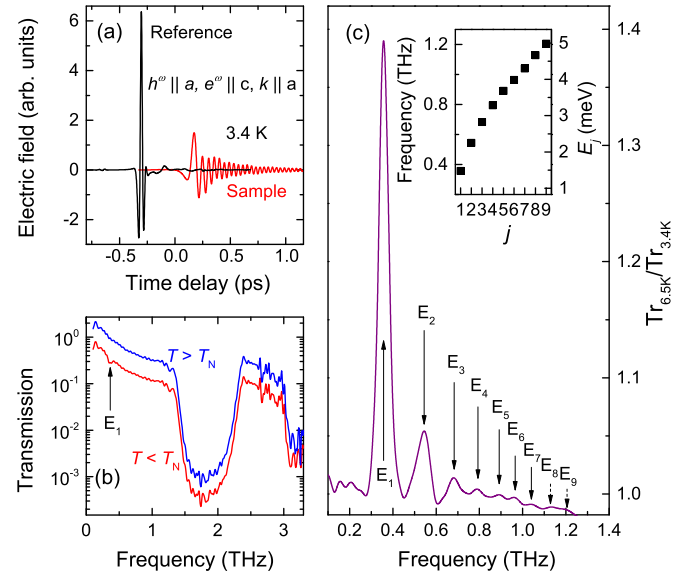 (a)
Reference
h^ω || a, e^ω || c, k || a
3.4 K
Sample
6
4
2
0
-2
Electric field (arb. units)
-0.5 0.0 0.5 1.0
Time delay (ps)
10^0
10^-1
10^-2
10^-3
Transmission
T > T_N
E_1
T < T_N
(b)
0 1 2 3
Frequency (THz)
(c)
1.2
0.8
0.4
Frequency (THz)
5
4
3
2
1
E_j (meV)
123456789
j
1.4
1.3
1.2
1.1
1.0
Tr_6.5K/Tr_3.4K
E_1
E_2
E_3
E_4
E_5
E_6
E_7
E_8
E_9
0.2 0.4 0.6 0.8 1.0 1.2 1.4
Frequency (THz)